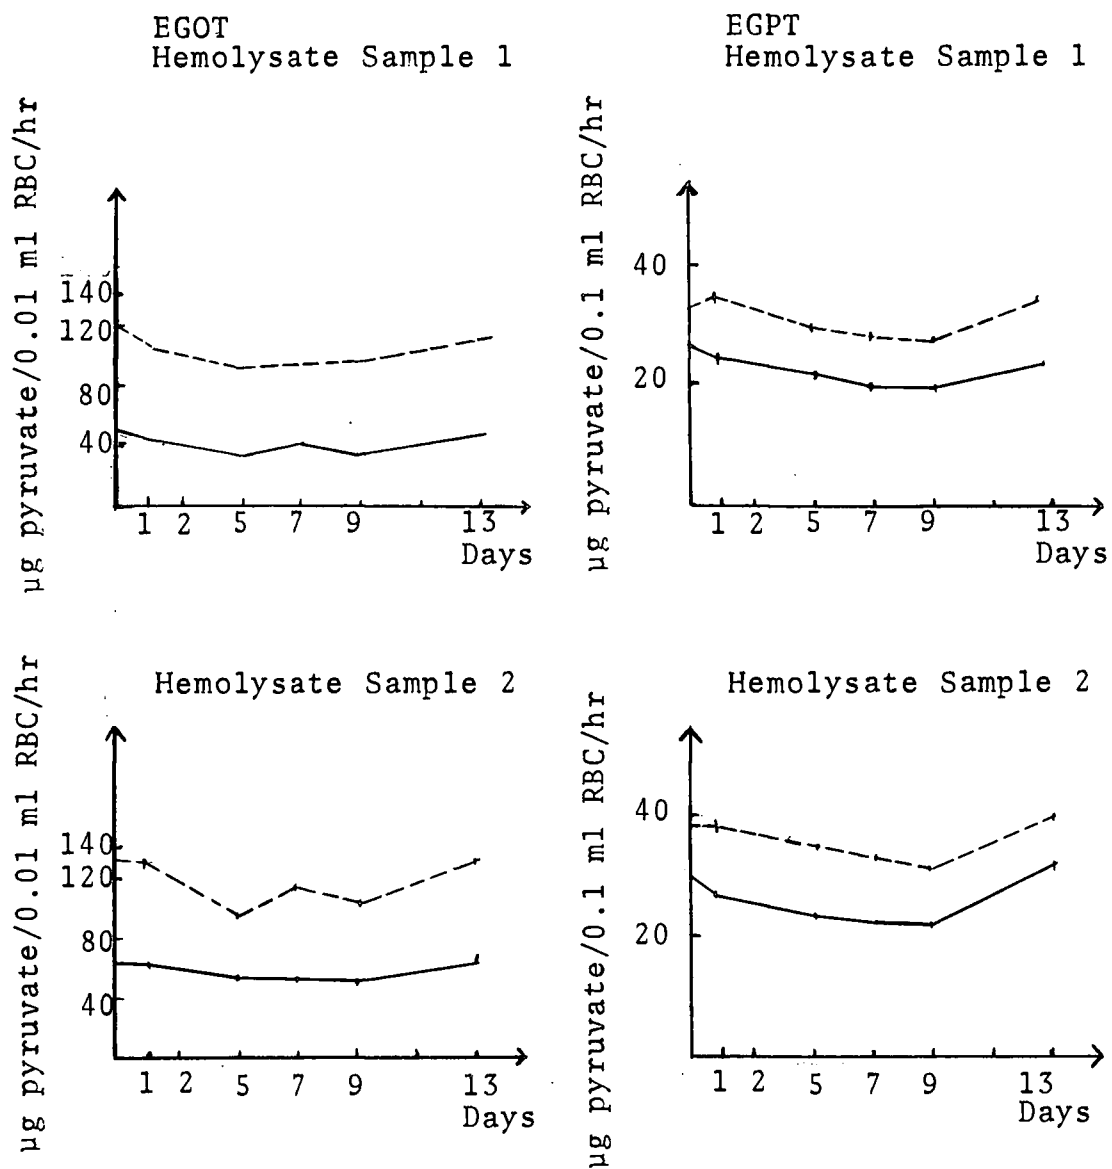 EGOT
Hemolysate Sample 1
µg pyruvate/0.01 ml RBC/hr
140
120
80
40
1 2 5 7 9 13
Days
EGPT
Hemolysate Sample 1
µg pyruvate/0.1 ml RBC/hr
40
20
1 2 5 7 9 13
Days
Hemolysate Sample 2
µg pyruvate/0.01 ml RBC/hr
140
120
80
40
1 2 5 7 9 13
Days
Hemolysate Sample 2
µg pyruvate/0.1 ml RBC/hr
40
20
1 2 5 7 9 13
Days